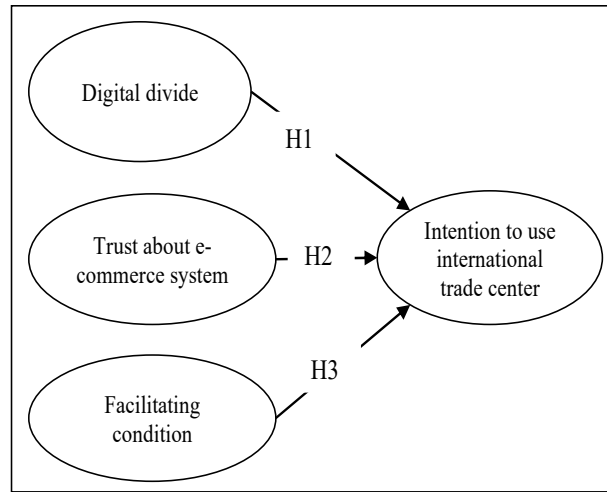 Digital divide
H1
Trust about e-
commerce system
H2
Intention to use
international
trade center
H3
Facilitating
condition